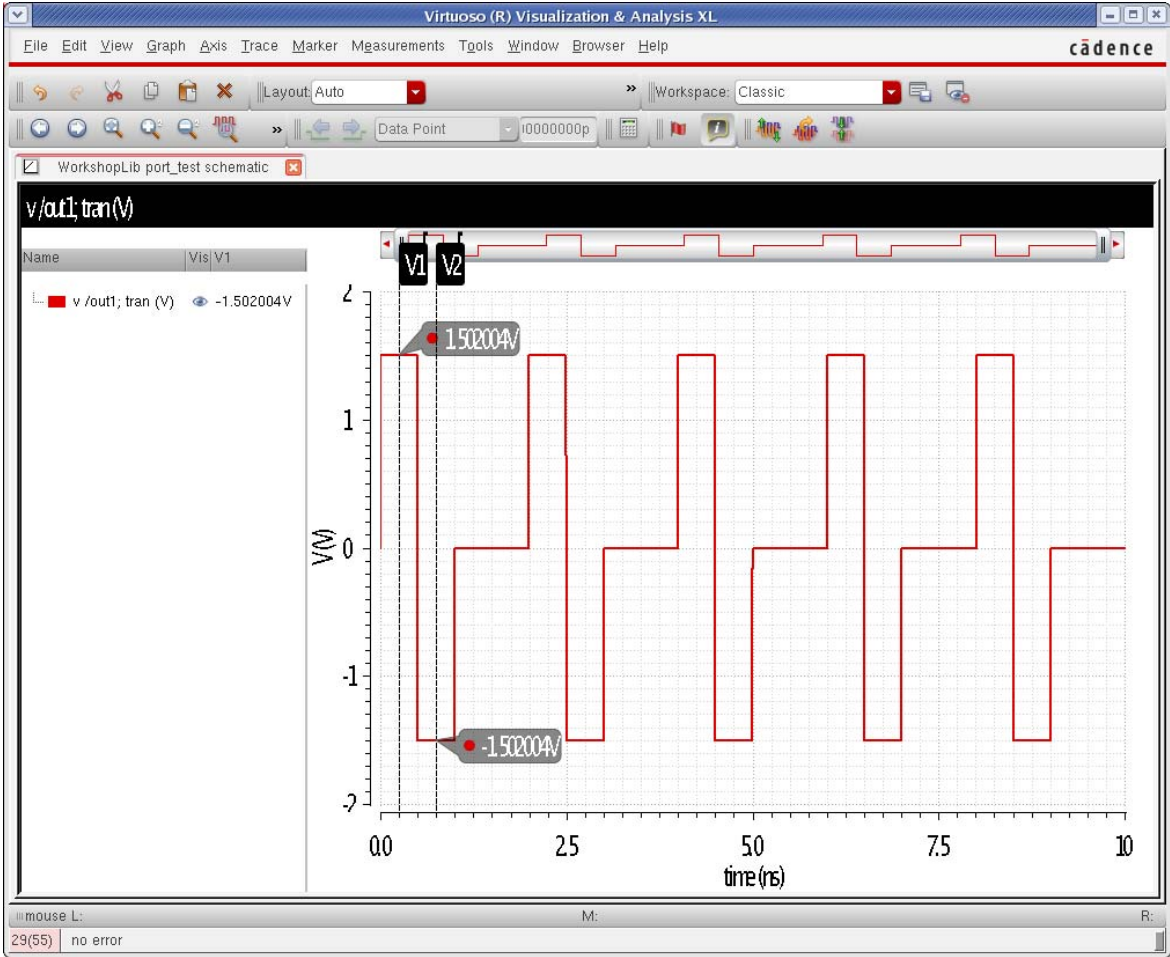 Virtuoso (R) Visualization & Analysis XL
File Edit View Graph Axis Trace Marker Measurements Tools Window Browser Help
cādence
Layout: Auto
» Workspace: Classic
» Data Point
i0000000p
WorkshopLib port_test schematic
v /out1; tran (V)
Name Vis V1
v /out1; tran (V) -1.502004V
V1 V2
2
1.502004V
1
V (V)
0
-1
-1.502004V
-2
0.0 2.5 5.0 7.5 10
time (ns)
mouse L: M: R:
29(55) no error